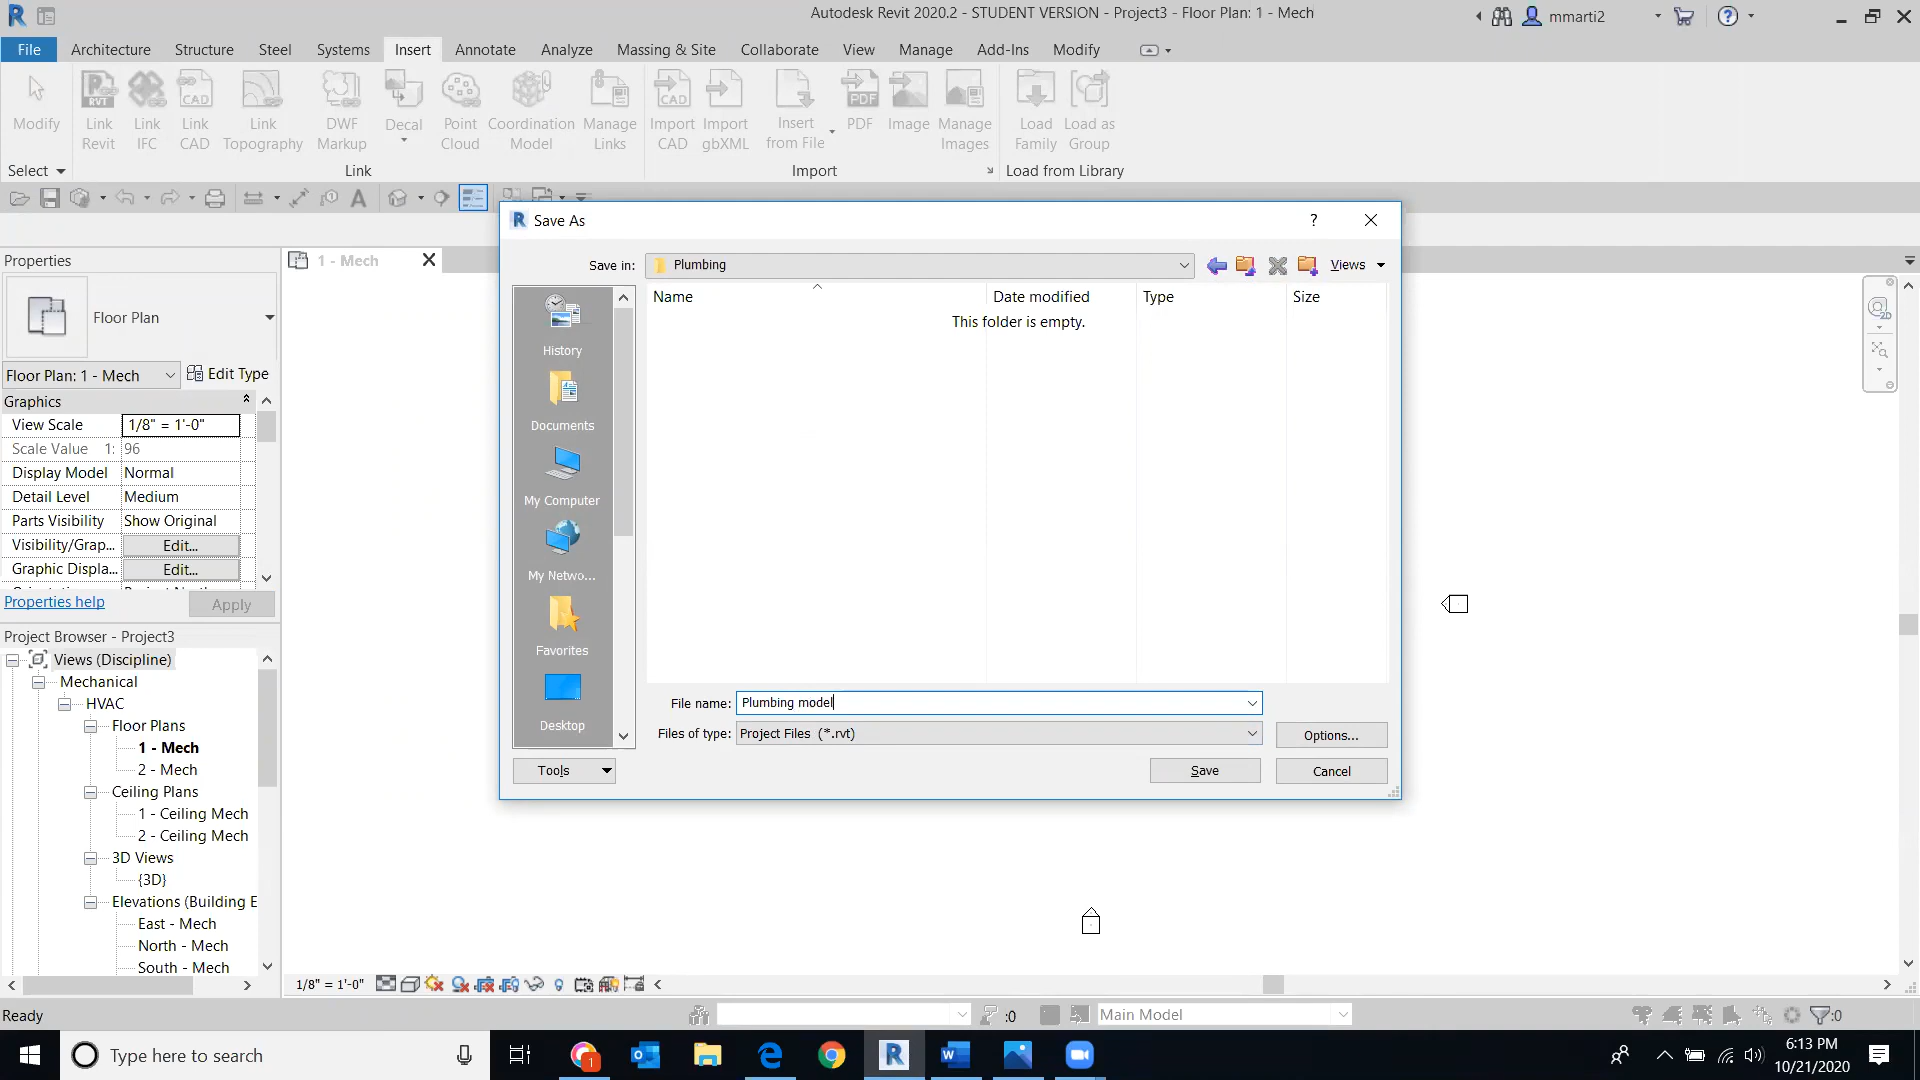 Autodesk Revit 2020.2 - STUDENT VERSION - Project3 - Floor Plan: 1 - Mech
mmarti2
File Architecture Structure Steel Systems Insert Annotate Analyze Massing & Site Collaborate View Manage Add-Ins Modify
Modify
Link Revit
Link IFC
Link CAD
Link Topography
DWF Markup
Decal
Point Cloud
Coordination Model
Manage Links
Import CAD
Import gbXML
Insert from File
PDF
Image
Manage Images
Load Family
Load as Group
Select Link Import Load from Library
Save As
Properties
1 - Mech
Save in: Plumbing Views
Name Date modified Type Size
This folder is empty.
Floor Plan
History
Floor Plan: 1 - Mech Edit Type
Graphics
View Scale 1/8" = 1'-0"
Documents
Scale Value 1: 96
Display Model Normal
Detail Level Medium
My Computer
Parts Visibility Show Original
Visibility/Grap... Edit...
Graphic Displa... Edit...
My Netwo...
Properties help Apply
Project Browser - Project3
Favorites
Views (Discipline)
Mechanical
HVAC
File name: Plumbing model
Floor Plans
Desktop
Files of type: Project Files (*.rvt) Options...
1 - Mech
2 - Mech
Tools Save Cancel
Ceiling Plans
1 - Ceiling Mech
2 - Ceiling Mech
3D Views
{3D}
Elevations (Building E
East - Mech
North - Mech
South - Mech
1/8" = 1'-0"
Ready :0 Main Model :0
Type here to search
1
6:13 PM
10/21/2020